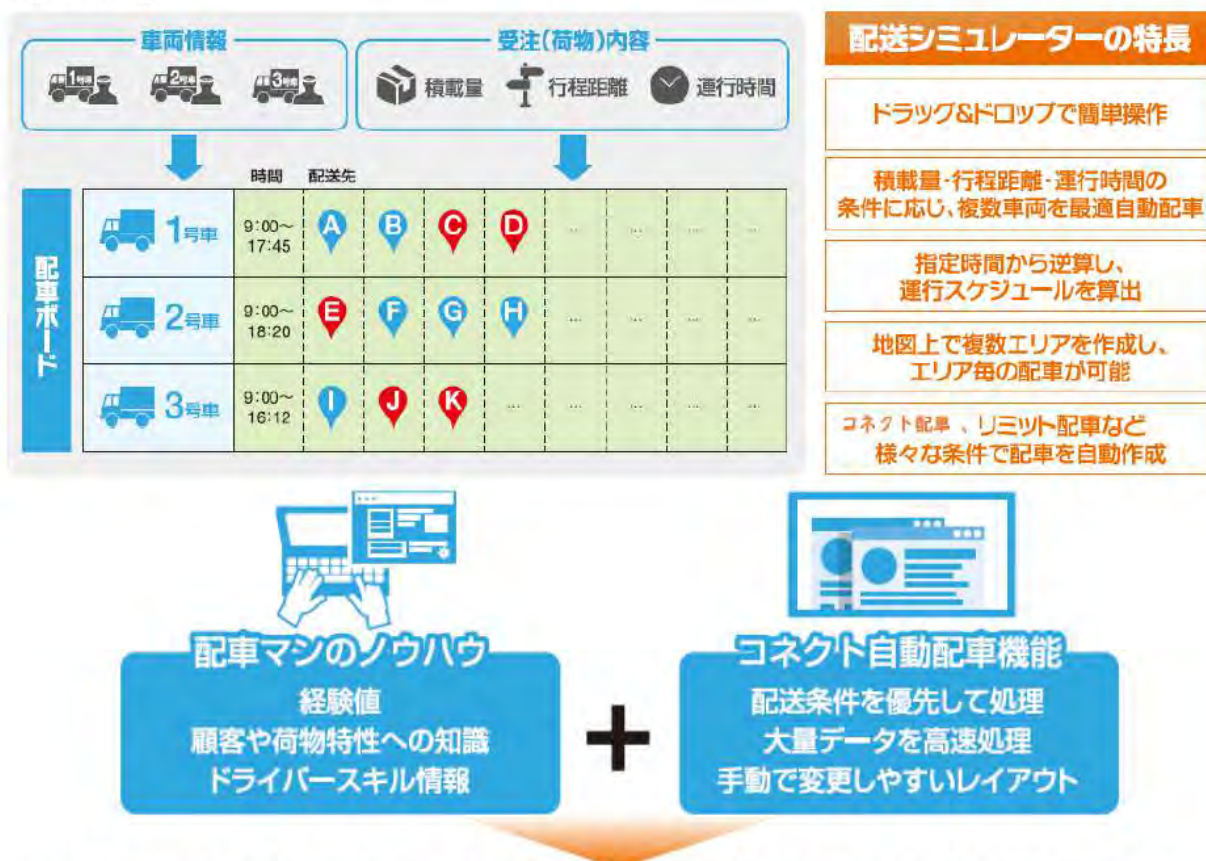 車両情報
1号車
2号車
3号車
受注(荷物)内容
積載量
行程距離
運行時間
時間 配送先
配車ボード
1号車 9:00〜17:45 A B C D … … … …
2号車 9:00〜18:20 E F G H … … … …
3号車 9:00〜16:12 I J K … … … … …
配送シミュレーターの特長
ドラッグ&ドロップで簡単操作
積載量・行程距離・運行時間の
条件に応じ、複数車両を最適自動配車
指定時間から逆算し、
運行スケジュールを算出
地図上で複数エリアを作成し、
エリア毎の配車が可能
コネクト配車、リミット配車など
様々な条件で配車を自動作成
配車マンのノウハウ
経験値
顧客や荷物特性への知識
ドライバースキル情報
+
コネクト自動配車機能
配送条件を優先して処理
大量データを高速処理
手動で変更しやすいレイアウト